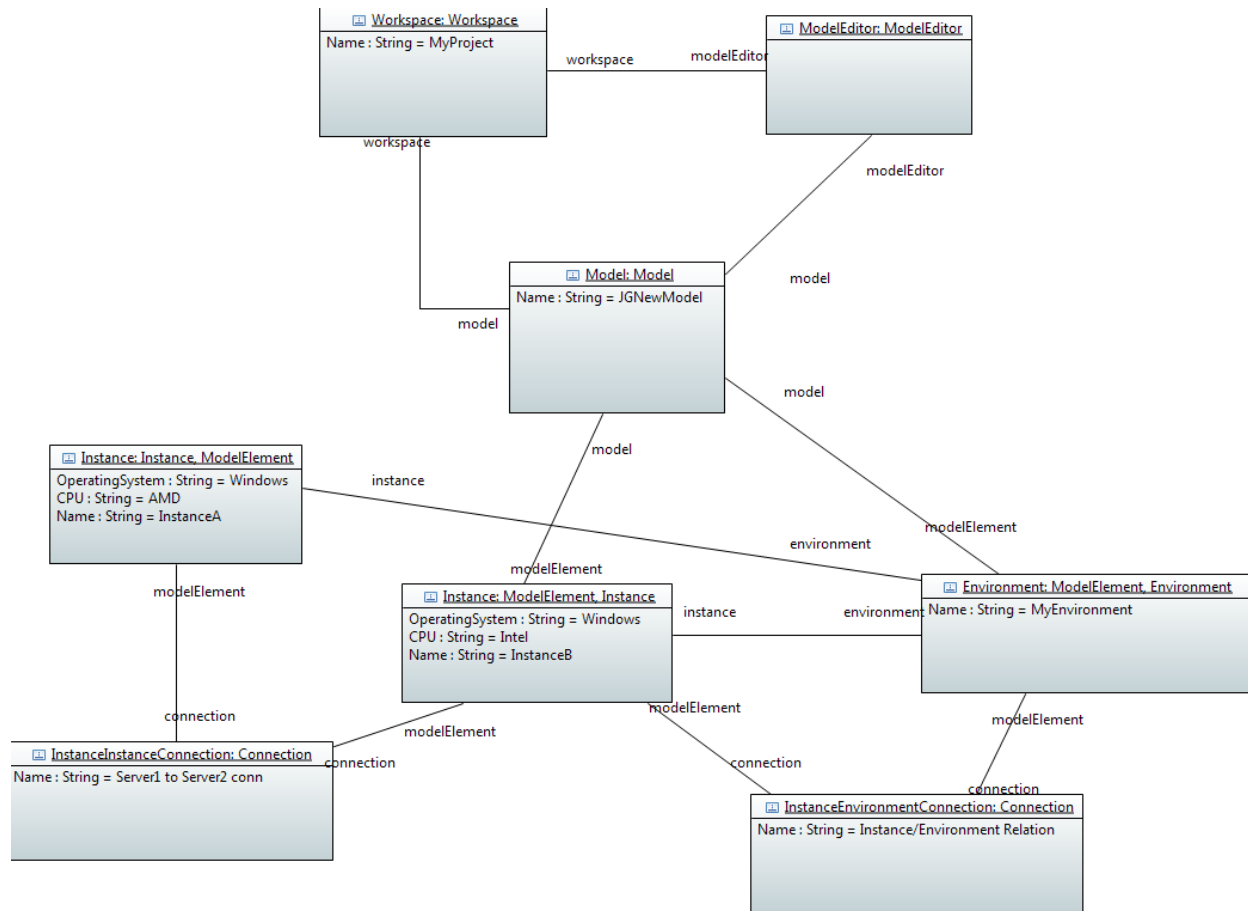 Workspace: Workspace
Name : String = MyProject
ModelEditor: ModelEditor
workspace
modelEditor
workspace
modelEditor
Model: Model
Name : String = JGNewModel
model
model
model
model
Instance: Instance, ModelElement
OperatingSystem : String = Windows
CPU : String = AMD
Name : String = InstanceA
instance
environment
modelElement
modelElement
modelElement
Instance: ModelElement, Instance
OperatingSystem : String = Windows
CPU : String = Intel
Name : String = InstanceB
instance
environment
Environment: ModelElement, Environment
Name : String = MyEnvironment
modelElement
modelElement
modelElement
connection
connection
connection
connection
InstanceInstanceConnection: Connection
Name : String = Server1 to Server2 conn
InstanceEnvironmentConnection: Connection
Name : String = Instance/Environment Relation